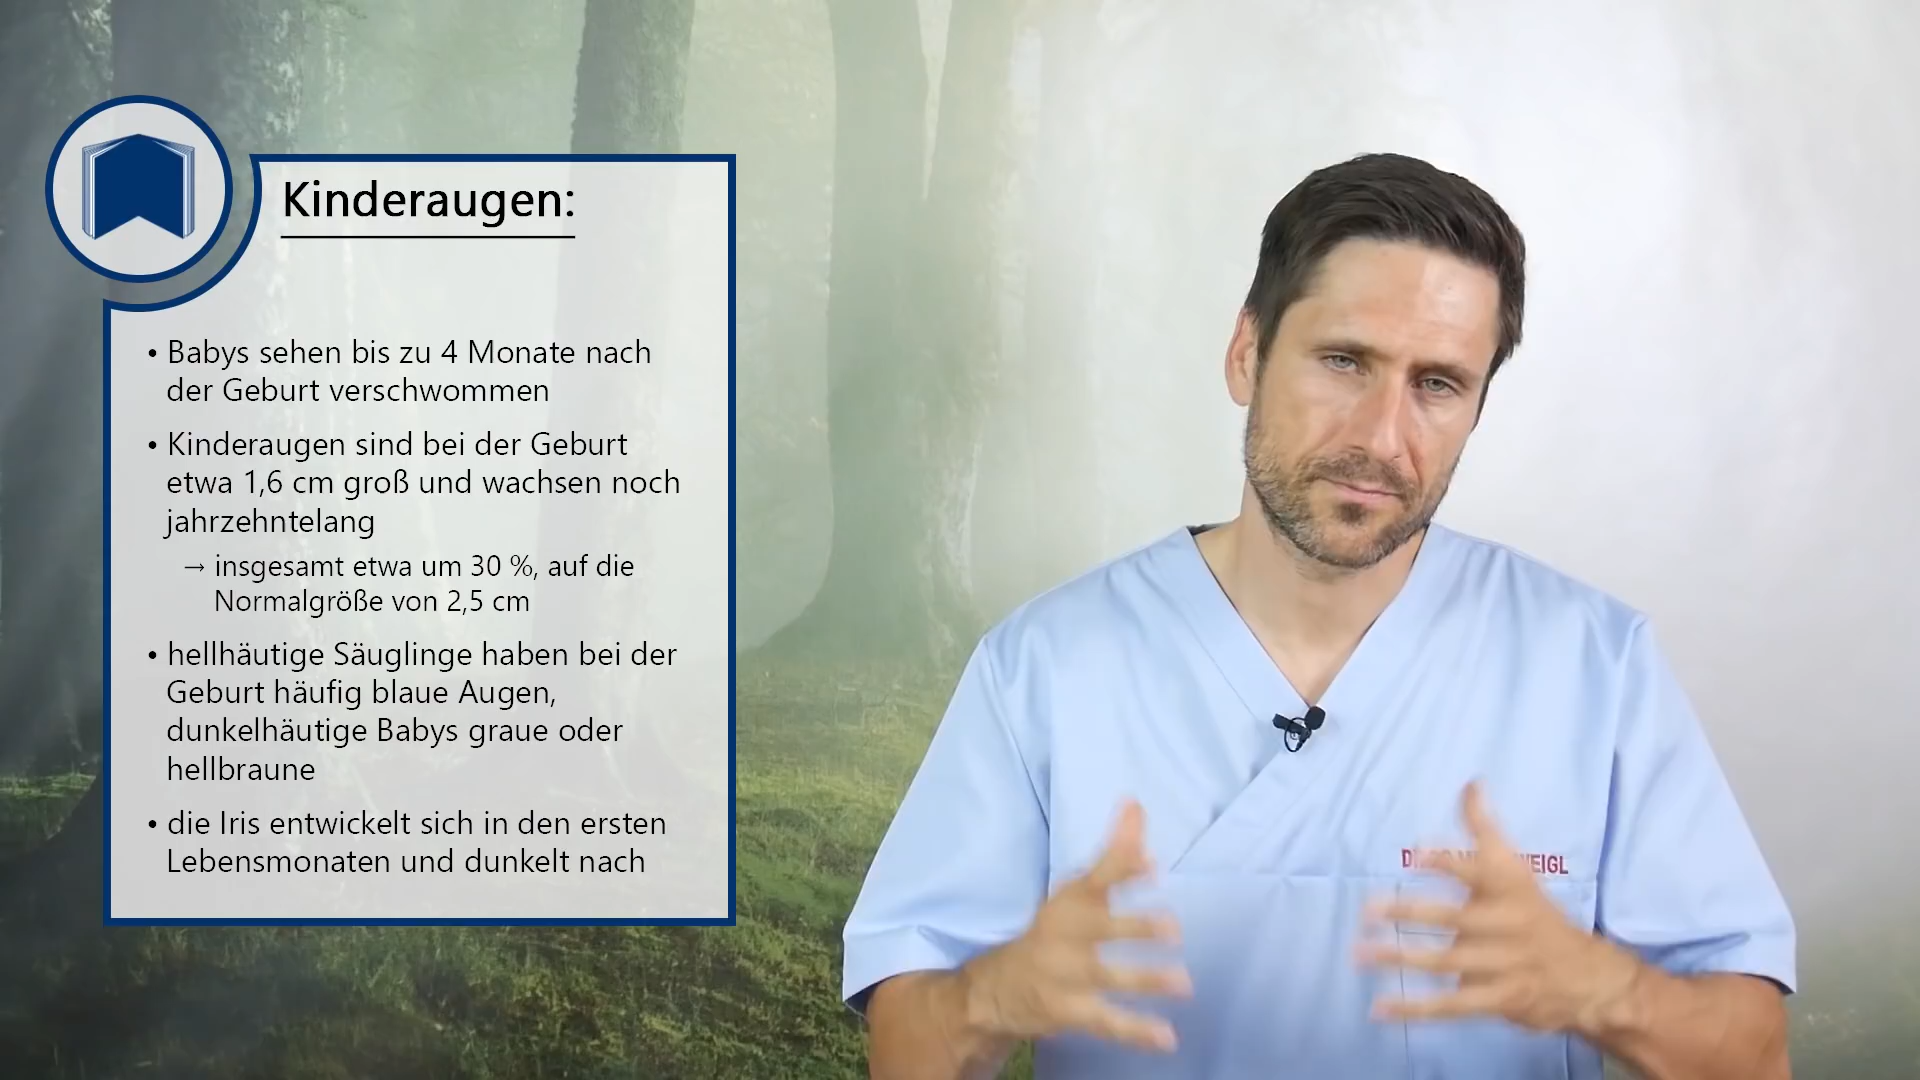 Kinderaugen:
• Babys sehen bis zu 4 Monate nach
der Geburt verschwommen
• Kinderaugen sind bei der Geburt
etwa 1,6 cm groß und wachsen noch
jahrzehntelang
→ insgesamt etwa um 30 %, auf die
Normalgröße von 2,5 cm
• hellhäutige Säuglinge haben bei der
Geburt häufig blaue Augen,
dunkelhäutige Babys graue oder
hellbraune
• die Iris entwickelt sich in den ersten
Lebensmonaten und dunkelt nach